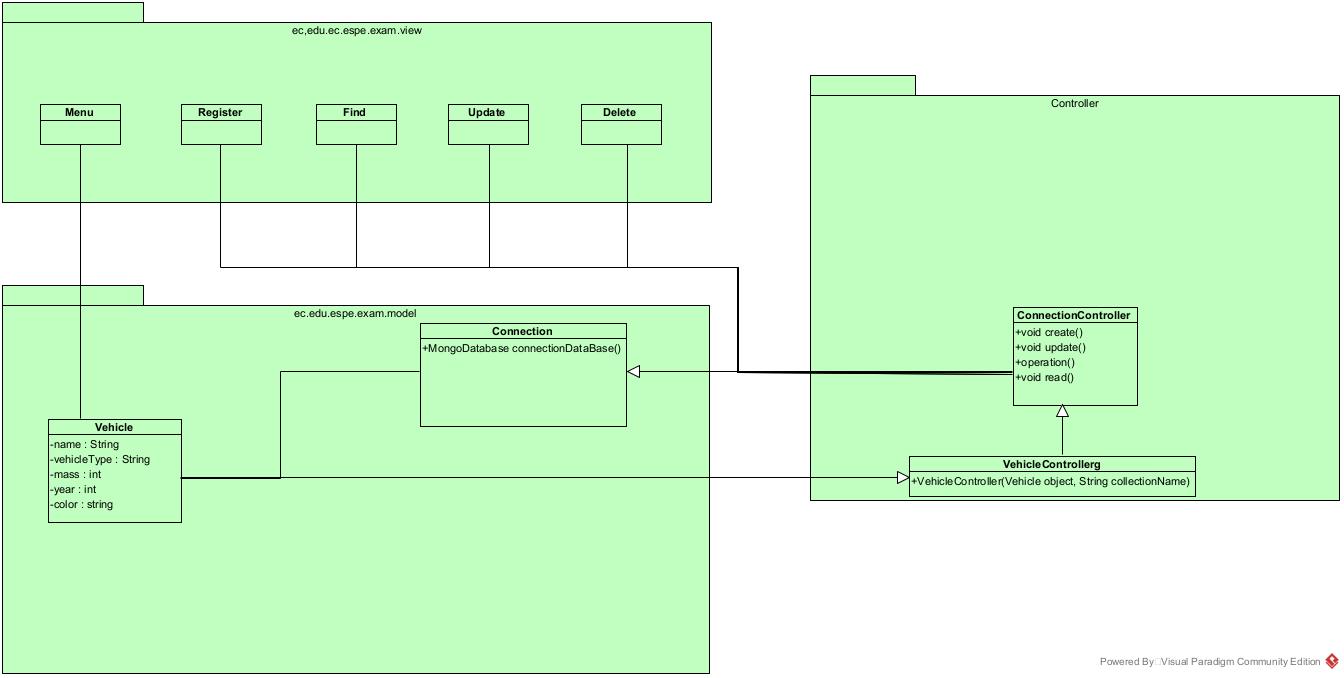 ec,edu.ec.espe.exam.view
Menu
Register
Find
Update
Delete
Controller
ec.edu.espe.exam.model
Connection
+MongoDatabase connectionDataBase()
ConnectionController
+void create()
+void update()
+operation()
+void read()
Vehicle
-name : String
-vehicleType : String
-mass : int
-year : int
-color : string
VehicleControllerg
+VehicleController(Vehicle object, String collectionName)
Powered By Visual Paradigm Community Edition